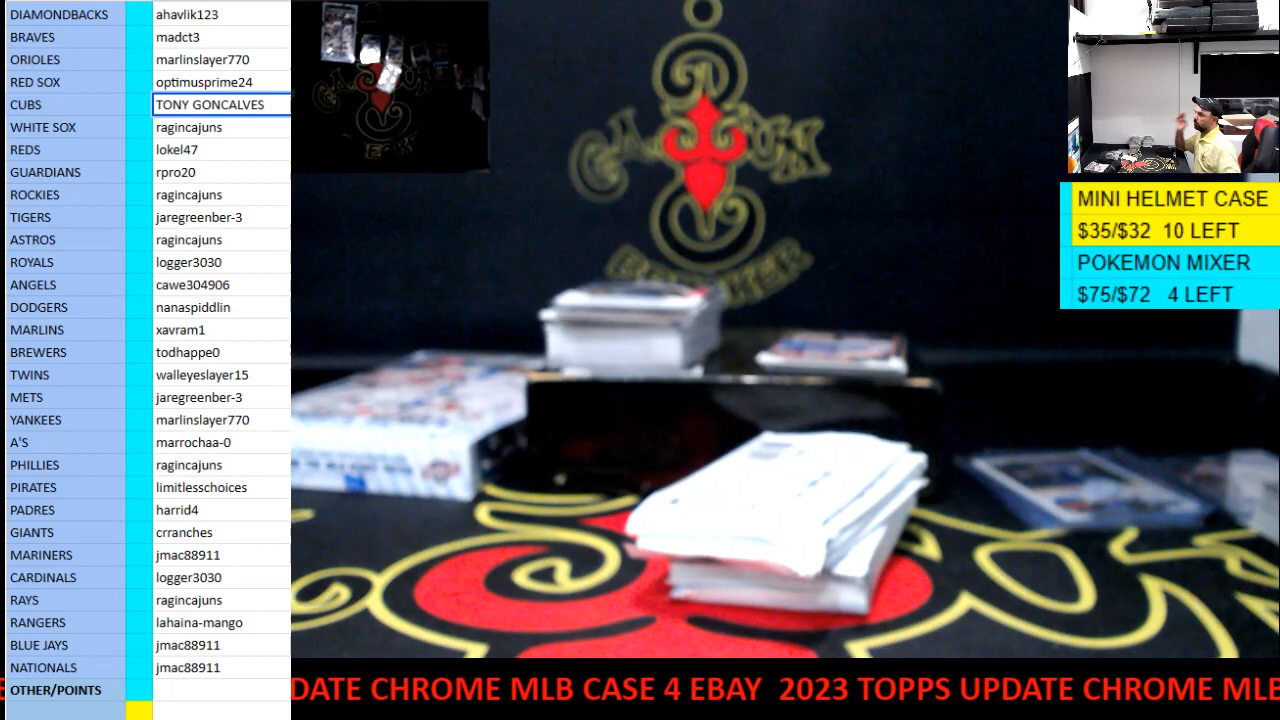 DIAMONDBACKS ahavlik123
BRAVES madct3
ORIOLES marlinslayer770
RED SOX optimusprime24
CUBS TONY GONCALVES
WHITE SOX ragincajuns
REDS lokel47
GUARDIANS rpro20
ROCKIES ragincajuns
TIGERS jaregreenber-3
ASTROS ragincajuns
ROYALS logger3030
ANGELS cawe304906
DODGERS nanaspiddlin
MARLINS xavram1
BREWERS todhappe0
TWINS walleyeslayer15
METS jaregreenber-3
YANKEES marlinslayer770
A'S marrochaa-0
PHILLIES ragincajuns
PIRATES limitlesschoices
PADRES harrid4
GIANTS crranches
MARINERS jmac88911
CARDINALS logger3030
RAYS ragincajuns
RANGERS lahaina-mango
BLUE JAYS jmac88911
NATIONALS jmac88911
OTHER/POINTS
MINI HELMET CASE
$35/$32 10 LEFT
POKEMON MIXER
$75/$72 4 LEFT
DATE CHROME MLB CASE 4 EBAY 2023 TOPPS UPDATE CHROME MLB